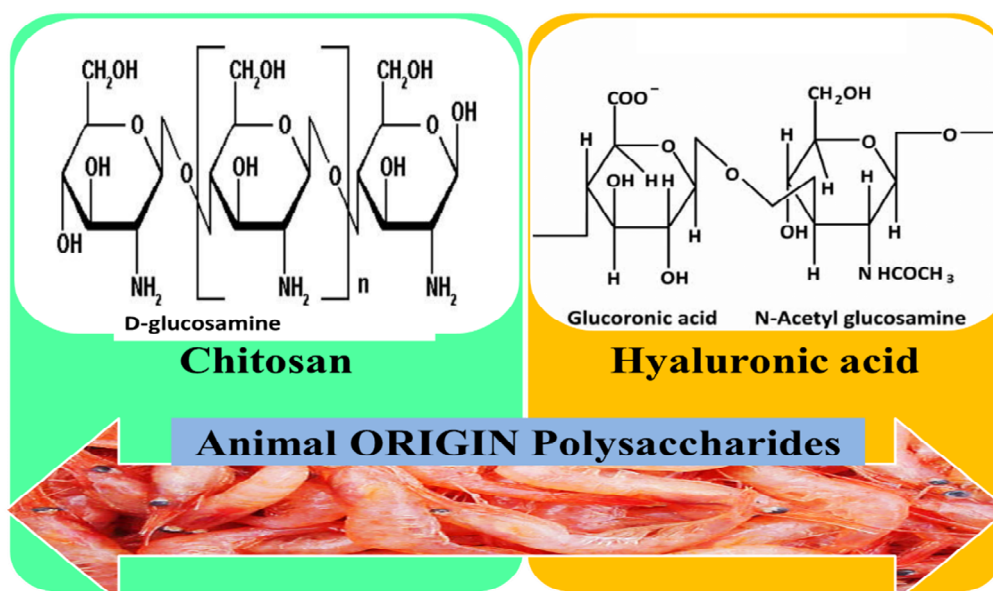 CH₂OH CH₂OH CH₂OH
O O OH
O
OH OH OH
O O
OH
NH₂ NH₂ n NH₂
D-glucosamine
Chitosan
COO⁻ CH₂OH
H O H O O
OH H H O H H
H OH H
H OH H N HCOCH₃
Glucoronic acid N-Acetyl glucosamine
Hyaluronic acid
Animal ORIGIN Polysaccharides